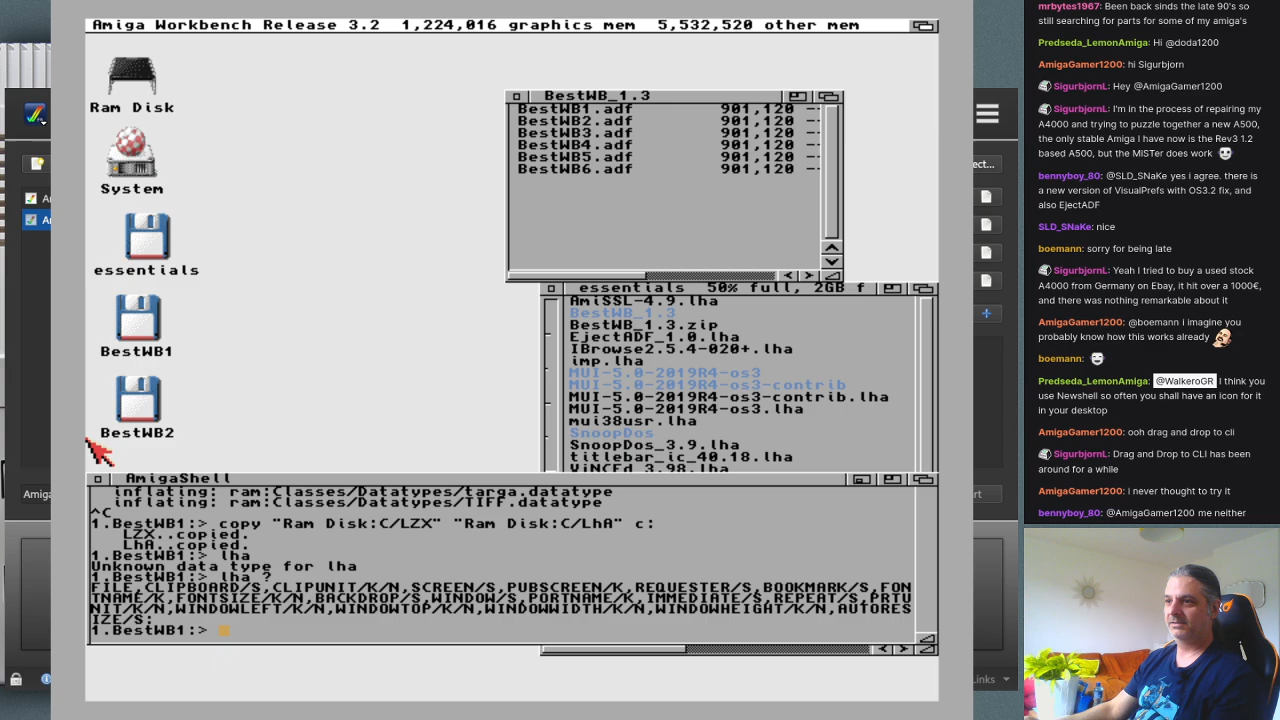 Amiga Workbench Release 3.2  1,224,016 graphics mem  5,532,520 other mem
Ram Disk
System
essentials
BestWB1
BestWB2
BestWB_1.3
BestWB1.adf 901,120 --
BestWB2.adf 901,120 --
BestWB3.adf 901,120 --
BestWB4.adf 901,120 --
BestWB5.adf 901,120 --
BestWB6.adf 901,120 --
essentials  50% full, 2GB f
AmiSSL-4.9.lha
BestWB_1.3
BestWB_1.3.zip
EjectADF_1.0.lha
IBrowse2.5.4-020+.lha
imp.lha
MUI-5.0-2019R4-os3
MUI-5.0-2019R4-os3-contrib
MUI-5.0-2019R4-os3-contrib.lha
MUI-5.0-2019R4-os3.lha
mui38usr.lha
SnoopDos
SnoopDos_3.9.lha
titlebar_ic_40.18.lha
ViNCEd_3.98.lha
AmigaShell
inflating: ram:Classes/Datatypes/targa.datatype
inflating: ram:Classes/Datatypes/TIFF.datatype
^C
1.BestWB1:> copy "Ram Disk:C/LZX" "Ram Disk:C/LhA" c:
LZX..copied.
LhA..copied.
1.BestWB1:> lha
Unknown data type for lha
1.BestWB1:> lha ?
FILE,CLIPBOARD/S,CLIPUNIT/K/N,SCREEN/S,PUBSCREEN/K,REQUESTER/S,BOOKMARK/S,FON
TNAME/K,FONTSIZE/K/N,BACKDROP/S,WINDOW/S,PORTNAME/K,IMMEDIATE/S,REPEAT/S,PRTU
NIT/K/N,WINDOWLEFT/K/N,WINDOWTOP/K/N,WINDOWWIDTH/K/N,WINDOWHEIGHT/K/N,AUTORES
IZE/S:
1.BestWB1:>
Amiga
ect...
rt
Links
mrbytes1967: Been back sinds the late 90's so
still searching for parts for some of my amiga's
Predseda_LemonAmiga: Hi @doda1200
AmigaGamer1200: hi Sigurbjorn
SigurbjornL: Hey @AmigaGamer1200
SigurbjornL: I'm in the process of repairing my
A4000 and trying to puzzle together a new A500,
the only stable Amiga I have now is the Rev3 1.2
based A500, but the MiSTer does work
bennyboy_80: @SLD_SNaKe yes i agree. there is
a new version of VisualPrefs with OS3.2 fix, and
also EjectADF
SLD_SNaKe: nice
boemann: sorry for being late
SigurbjornL: Yeah I tried to buy a used stock
A4000 from Germany on Ebay, it hit over a 1000€,
and there was nothing remarkable about it
AmigaGamer1200: @boemann i imagine you
probably know how this works already
boemann:
Predseda_LemonAmiga: @WalkeroGR I think you
use Newshell so often you shall have an icon for it
in your desktop
AmigaGamer1200: ooh drag and drop to cli
SigurbjornL: Drag and Drop to CLI has been
around for a while
AmigaGamer1200: i never thought to try it
bennyboy_80: @AmigaGamer1200 me neither